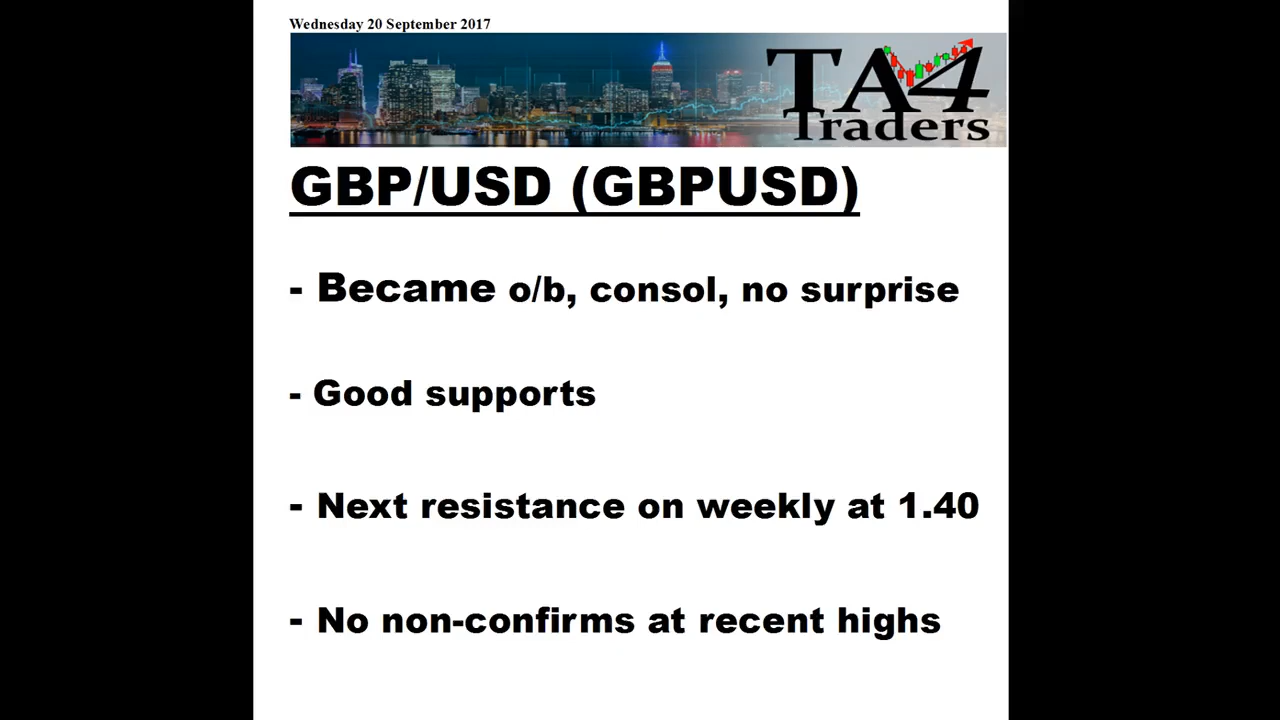 Wednesday 20 September 2017
TA4
Traders
GBP/USD (GBPUSD)
- Became o/b, consol, no surprise
- Good supports
- Next resistance on weekly at 1.40
- No non-confirms at recent highs